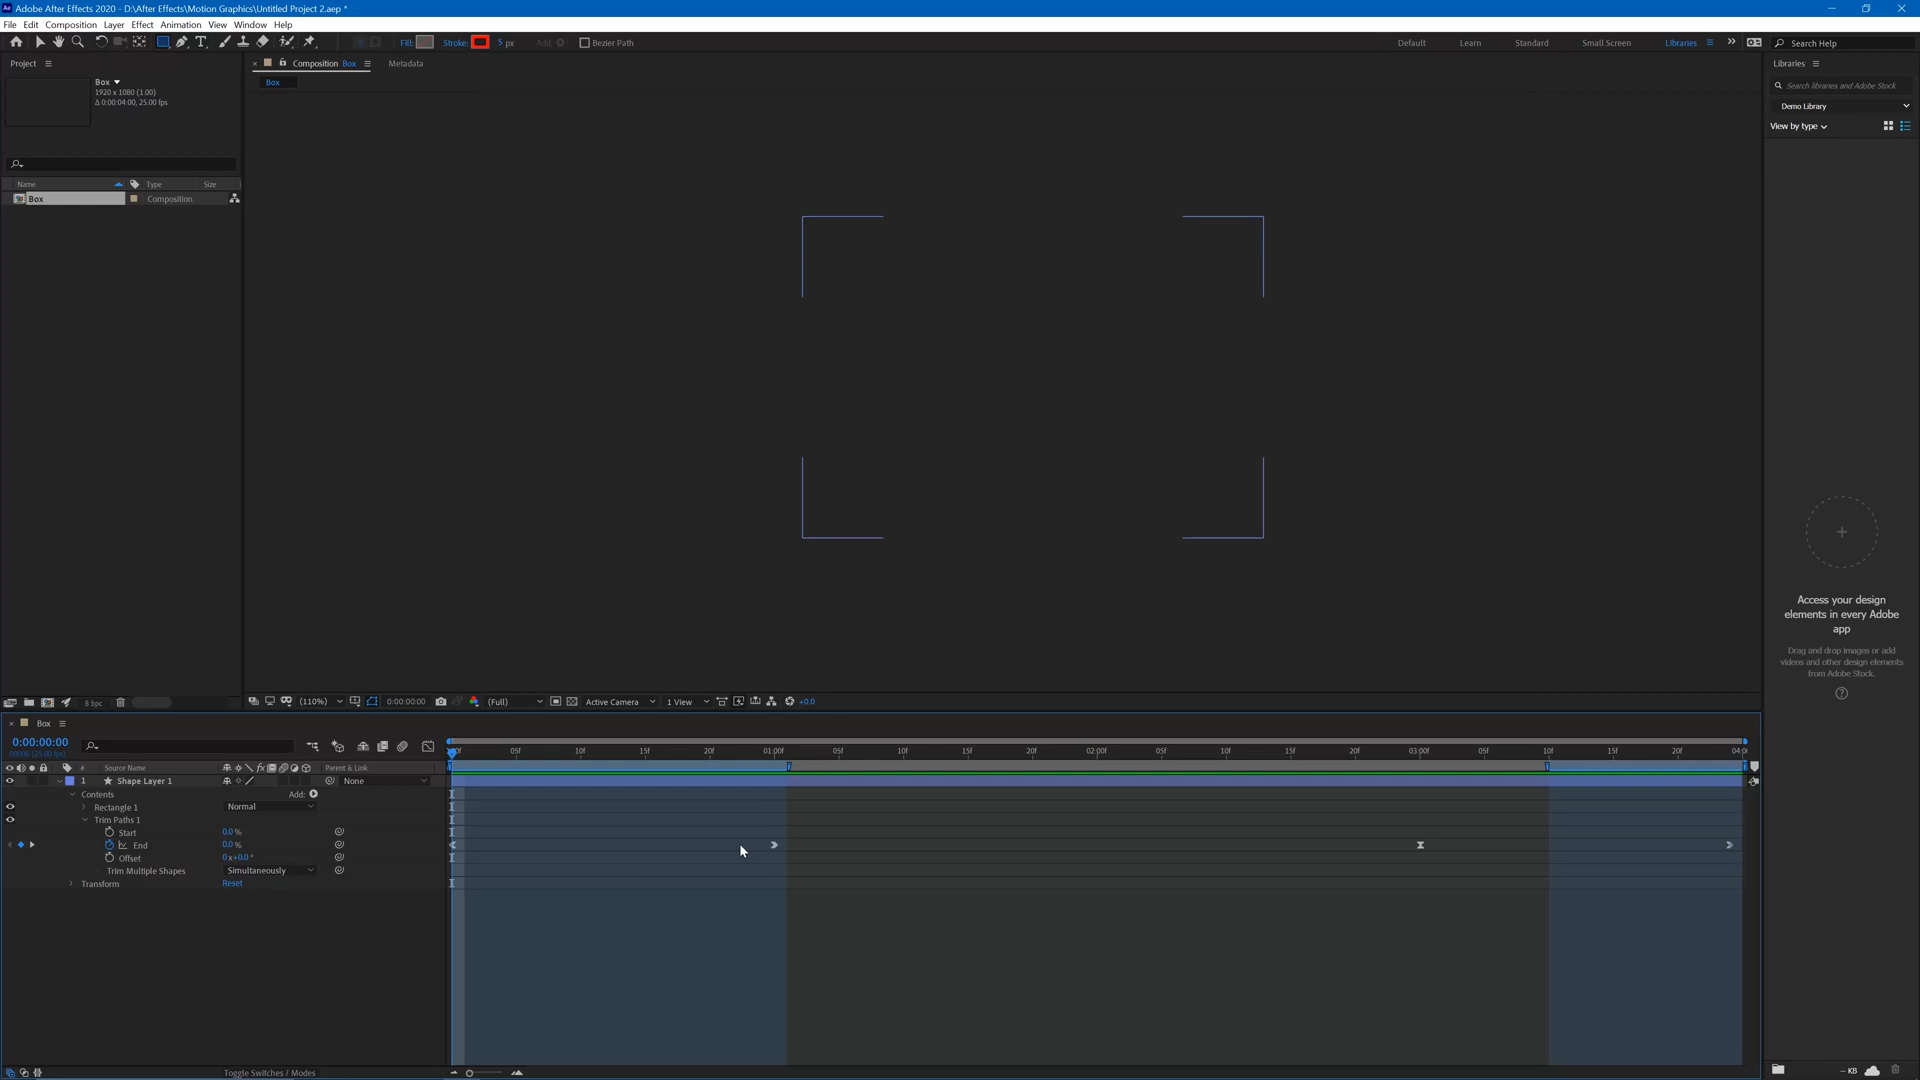 Adobe After Effects 2020 - D:\After Effects\Motion Graphics\Untitled Project 2.aep *
File Edit Composition Layer Effect Animation View Window Help
Fill: Stroke: 5 px Add: Bezier Path Default Learn Standard Small Screen Libraries Search Help
Project Composition Box Metadata Libraries
Box
1920 x 1080 (1.00)
Δ 0:00:04:00, 25.00 fps
Box
Search libraries and Adobe Stock
Demo Library
View by type
Name Type Size
Box Composition
Access your design
elements in every Adobe
app
Drag and drop images or add
videos and other design elements
from Adobe Stock.
8 bpc (110%) 0:00:00:00 (Full) Active Camera 1 View +0.0
Box
0:00:00:00
05f 10f 15f 20f 01:00f 05f 10f 15f 20f 02:00f 05f 10f 15f 20f 03:00f 05f 10f 15f 20f
# Source Name Parent & Link
1 Shape Layer 1 None
Contents Add:
Rectangle 1 Normal
Trim Paths 1
Start 0.0 %
End 0.0 %
Offset 0x+0.0°
Trim Multiple Shapes Simultaneously
Transform Reset
Toggle Switches / Modes
-- KB